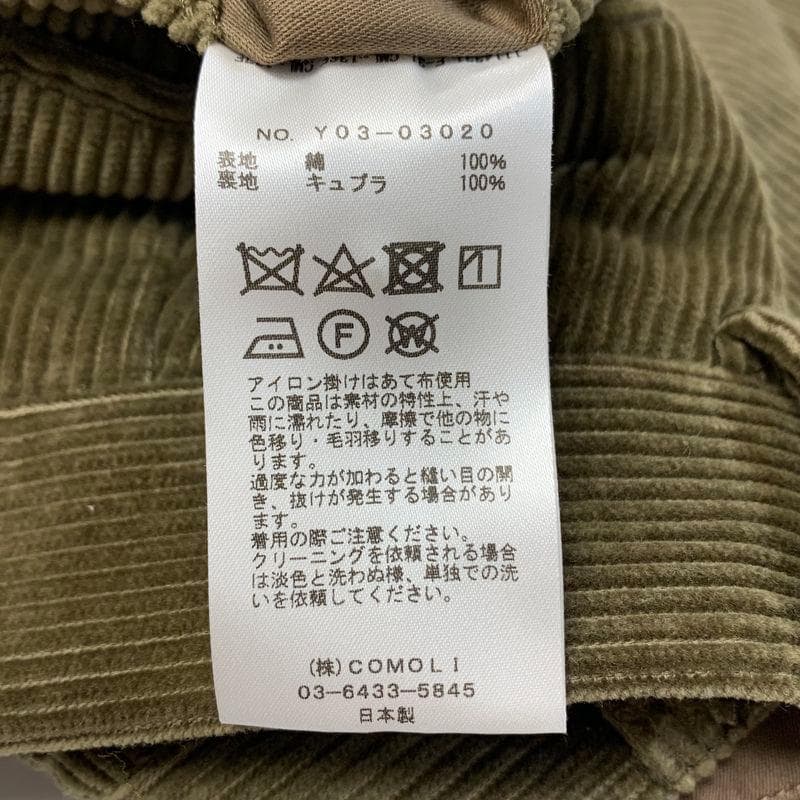 NO. Y03-03020
表地 綿 100%
裏地 キュプラ 100%
F
W
アイロン掛けはあて布使用
この商品は素材の特性上、汗や
雨に濡れたり、摩擦で他の物に
色移り・毛羽移りすることがあ
ります。
過度な力が加わると縫い目の開
き、抜けが発生する場合があり
ます。
着用の際ご注意ください。
クリーニングを依頼される場合
は淡色と洗わぬ様、単独での洗
いを依頼してください。
(株)COMOLI
03-6433-5845
日本製